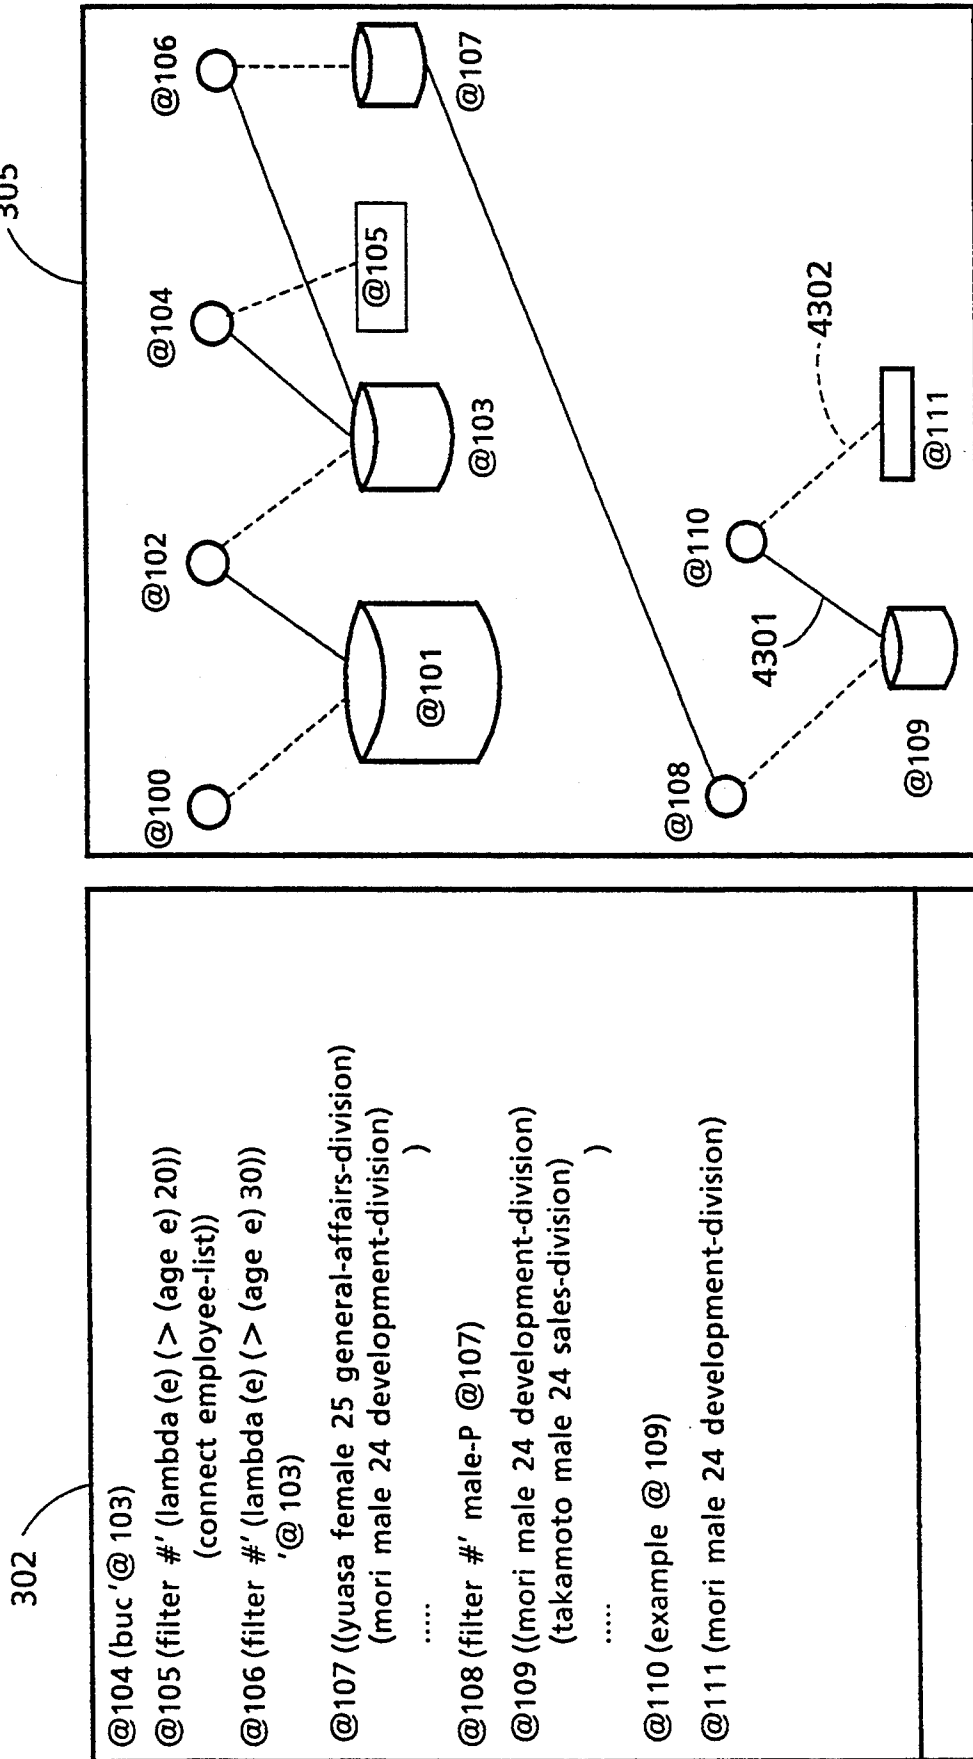 302
@104 (buc '@ 103)
@105 (filter #' (lambda (e) (> (age e) 20))
(connect employee-list))
@106 (filter #' (lambda (e) (> (age e) 30))
'@ 103)
@107 ((yuasa female 25 general-affairs-division)
(mori male 24 development-division)
..... )
@108 (filter #' male-P @107)
@109 ((mori male 24 development-division)
(takamoto male 24 sales-division)
..... )
@110 (example @ 109)
@111 (mori male 24 development-division)
305
@100
@102
@104
@106
@101
@103
@105
@107
@108
@110
4301
4302
@109
@111